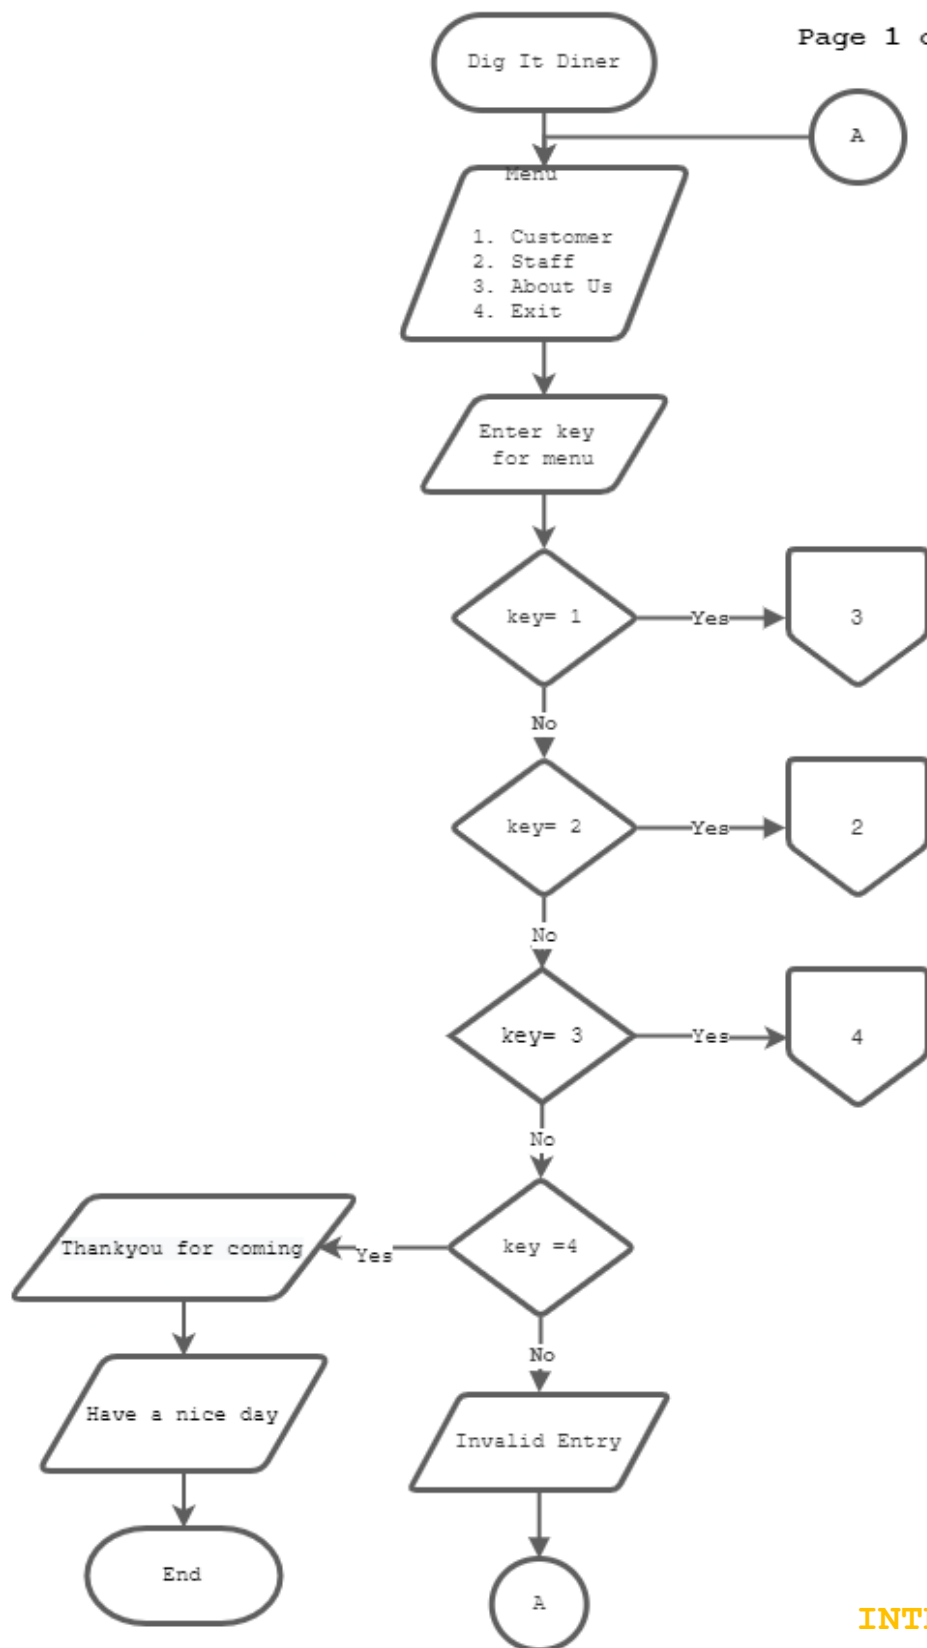 Dig It Diner
Page 1
A
Menu
1. Customer
2. Staff
3. About Us
4. Exit
Enter key
for menu
key= 1
Yes
3
No
key= 2
Yes
2
No
key= 3
Yes
4
No
key =4
Yes
Thankyou for coming
No
Have a nice day
Invalid Entry
End
A